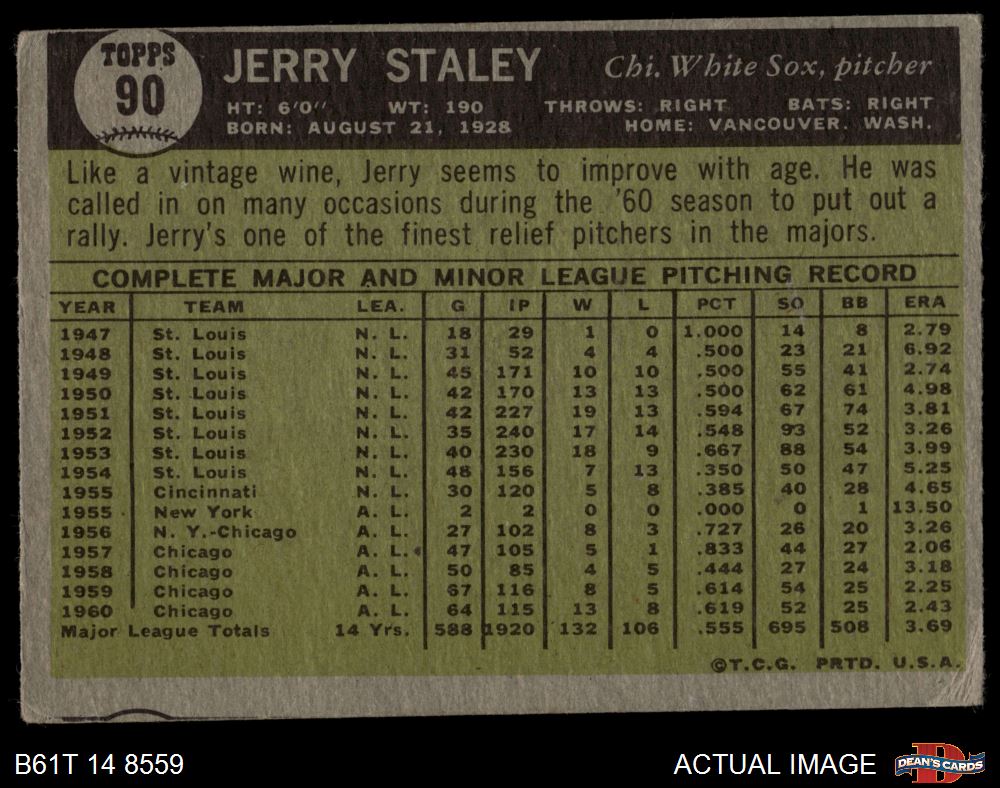 TOPPS
90
JERRY STALEY
Chi. White Sox, pitcher
HT: 6'0" WT: 190 THROWS: RIGHT BATS: RIGHT
BORN: AUGUST 21, 1928 HOME: VANCOUVER. WASH.
Like a vintage wine, Jerry seems to improve with age. He was
called in on many occasions during the '60 season to put out a
rally. Jerry's one of the finest relief pitchers in the majors.
COMPLETE MAJOR AND MINOR LEAGUE PITCHING RECORD
YEAR TEAM LEA. G IP W L PCT SO BB ERA
1947 St. Louis N. L. 18 29 1 0 1.000 14 8 2.79
1948 St. Louis N. L. 31 52 4 4 .500 23 21 6.92
1949 St. Louis N. L. 45 171 10 10 .500 55 41 2.74
1950 St. Louis N. L. 42 170 13 13 .500 62 61 4.98
1951 St. Louis N. L. 42 227 19 13 .594 67 74 3.81
1952 St. Louis N. L. 35 240 17 14 .548 93 52 3.26
1953 St. Louis N. L. 40 230 18 9 .667 88 54 3.99
1954 St. Louis N. L. 48 156 7 13 .350 50 47 5.25
1955 Cincinnati N. L. 30 120 5 8 .385 40 28 4.65
1955 New York A. L. 2 2 0 0 .000 0 1 13.50
1956 N. Y.-Chicago A. L. 27 102 8 3 .727 26 20 3.26
1957 Chicago A. L. 47 105 5 1 .833 44 27 2.06
1958 Chicago A. L. 50 85 4 5 .444 27 24 3.18
1959 Chicago A. L. 67 116 8 5 .614 54 25 2.25
1960 Chicago A. L. 64 115 13 8 .619 52 25 2.43
Major League Totals 14 Yrs. 588 1920 132 106 .555 695 508 3.69
©T.C.G. PRTD. U.S.A.
B61T 14 8559 ACTUAL IMAGE
D
DEAN'S CARDS